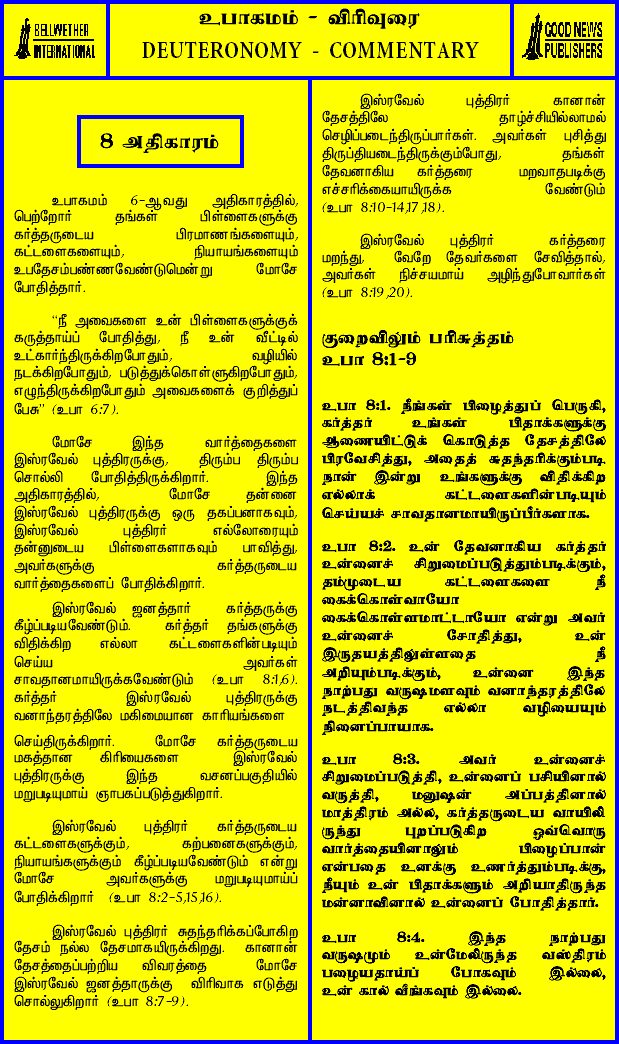 BELLWETHER
INTERNATIONAL
உபாகமம் - விரிவுரை
DEUTERONOMY - COMMENTARY
GOOD NEWS
PUBLISHERS
8 அதிகாரம்
உபாகமம் 6-ஆவது அதிகாரத்தில்,
பெற்றோர் தங்கள் பிள்ளைகளுக்கு
கர்த்தருடைய பிரமாணங்களையும்,
கட்டளைகளையும், நியாயங்களையும்
உபதேசம்பண்ணவேண்டுமென்று மோசே
போதித்தார்.
“நீ அவைகளை உன் பிள்ளைகளுக்குக்
கருத்தாய்ப் போதித்து, நீ உன் வீட்டில்
உட்கார்ந்திருக்கிறபோதும், வழியில்
நடக்கிறபோதும், படுத்துக்கொள்ளுகிறபோதும்,
எழுந்திருக்கிறபோதும் அவைகளைக் குறித்துப்
பேசு” (உபா 6:7).
மோசே இந்த வார்த்தைகளை
இஸ்ரவேல் புத்திரருக்கு, திரும்ப திரும்ப
சொல்லி போதித்திருக்கிறார். இந்த
அதிகாரத்தில், மோசே தன்னை
இஸ்ரவேல் புத்திரருக்கு ஒரு தகப்பனாகவும்,
இஸ்ரவேல் புத்திரர் எல்லோரையும்
தன்னுடைய பிள்ளைகளாகவும் பாவித்து,
அவர்களுக்கு கர்த்தருடைய
வார்த்தைகளைப் போதிக்கிறார்.
இஸ்ரவேல் ஜனத்தார் கர்த்தருக்கு
கீழ்ப்படியவேண்டும். கர்த்தர் தங்களுக்கு
விதிக்கிற எல்லா கட்டளைகளின்படியும்
செய்ய அவர்கள்
சாவதானமாயிருக்கவேண்டும் (உபா 8:1,6).
கர்த்தர் இஸ்ரவேல் புத்திரருக்கு
வனாந்தரத்திலே மகிமையான காரியங்களை
செய்திருக்கிறார். மோசே கர்த்தருடைய
மகத்தான கிரியைகளை இஸ்ரவேல்
புத்திரருக்கு இந்த வசனப்பகுதியில்
மறுபடியுமாய் ஞாபகப்படுத்துகிறார்.
இஸ்ரவேல் புத்திரர் கர்த்தருடைய
கட்டளைகளுக்கும், கற்பனைகளுக்கும்,
நியாயங்களுக்கும் கீழ்ப்படியவேண்டும் என்று
மோசே அவர்களுக்கு மறுபடியுமாய்ப்
போதிக்கிறார் (உபா 8:2-5,15,16).
இஸ்ரவேல் புத்திரர் சுதந்தரிக்கப்போகிற
தேசம் நல்ல தேசமாகயிருக்கிறது. கானான்
தேசத்தைப்பற்றிய விவரத்தை மோசே
இஸ்ரவேல் ஜனத்தாருக்கு விரிவாக எடுத்து
சொல்லுகிறார் (உபா 8:7-9).
இஸ்ரவேல் புத்திரர் கானான்
தேசத்திலே தாழ்ச்சியில்லாமல்
செழிப்படைந்திருப்பார்கள். அவர்கள் புசித்து
திருப்தியடைந்திருக்கும்போது, தங்கள்
தேவனாகிய கர்த்தரை மறவாதபடிக்கு
எச்சரிக்கையாயிருக்க வேண்டும்
(உபா 8:10-14,17,18).
இஸ்ரவேல் புத்திரர் கர்த்தரை
மறந்து, வேறே தேவர்களை சேவித்தால்,
அவர்கள் நிச்சயமாய் அழிந்துபோவார்கள்
(உபா 8:19,20).
குறைவிலும் பரிசுத்தம்
உபா 8:1-9
உபா 8:1. நீங்கள் பிழைத்துப் பெருகி,
கர்த்தர் உங்கள் பிதாக்களுக்கு
ஆணையிட்டுக் கொடுத்த தேசத்திலே
பிரவேசித்து, அதைத் சுதந்தரிக்கும்படி
நான் இன்று உங்களுக்கு விதிக்கிற
எல்லாக் கட்டளைகளின்படியும்
செய்யச் சாவதானமாயிருப்பீர்களாக.
உபா 8:2. உன் தேவனாகிய கர்த்தர்
உன்னைச் சிறுமைப்படுத்தும்படிக்கும்,
தம்முடைய கட்டளைகளை நீ
கைக்கொள்வாயோ
கைக்கொள்ளமாட்டாயோ என்று அவர்
உன்னைச் சோதித்து, உன்
இருதயத்திலுள்ளதை நீ
அறியும்படிக்கும், உன்னை இந்த
நாற்பது வருஷமளவும் வனாந்தரத்திலே
நடத்திவந்த எல்லா வழியையும்
நினைப்பாயாக.
உபா 8:3. அவர் உன்னைச்
சிறுமைப்படுத்தி, உன்னைப் பசியினால்
வருத்தி, மனுஷன் அப்பத்தினால்
மாத்திரம் அல்ல, கர்த்தருடைய வாயிலி
ருந்து புறப்படுகிற ஒவ்வொரு
வார்த்தையினாலும் பிழைப்பான்
என்பதை உனக்கு உணர்த்தும்படிக்கு,
நீயும் உன் பிதாக்களும் அறியாதிருந்த
மன்னாவினால் உன்னைப் போதித்தார்.
உபா 8:4. இந்த நாற்பது
வருஷமும் உன்மேலிருந்த வஸ்திரம்
பழையதாய்ப் போகவும் இல்லை,
உன் கால் வீங்கவும் இல்லை.